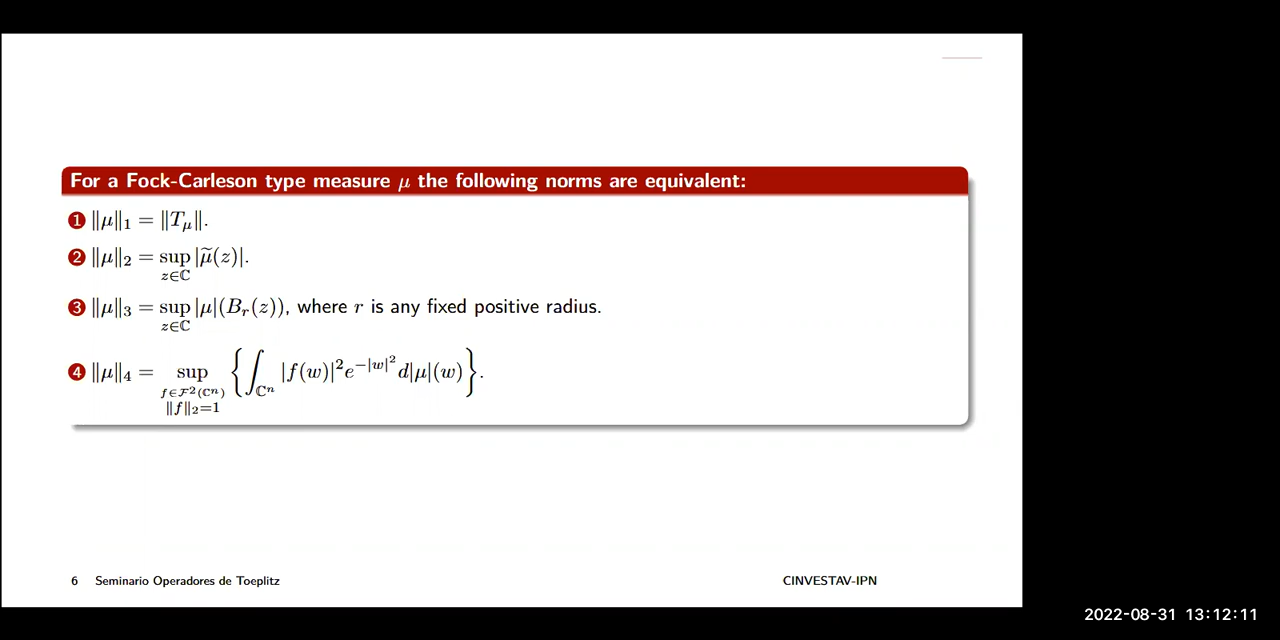 For a Fock-Carleson type measure μ the following norms are equivalent:
1 ‖μ‖₁ = ‖T_μ‖.
2 ‖μ‖₂ = sup_{z∈ℂ} |μ̃(z)|.
3 ‖μ‖₃ = sup_{z∈ℂ} |μ|(B_r(z)), where r is any fixed positive radius.
4 ‖μ‖₄ = sup_{f∈𝓕²(ℂⁿ) ‖f‖₂=1} {∫_{ℂⁿ} |f(w)|² e^{-|w|²} d|μ|(w)}.
6 Seminario Operadores de Toeplitz CINVESTAV-IPN
2022-08-31 13:12:11